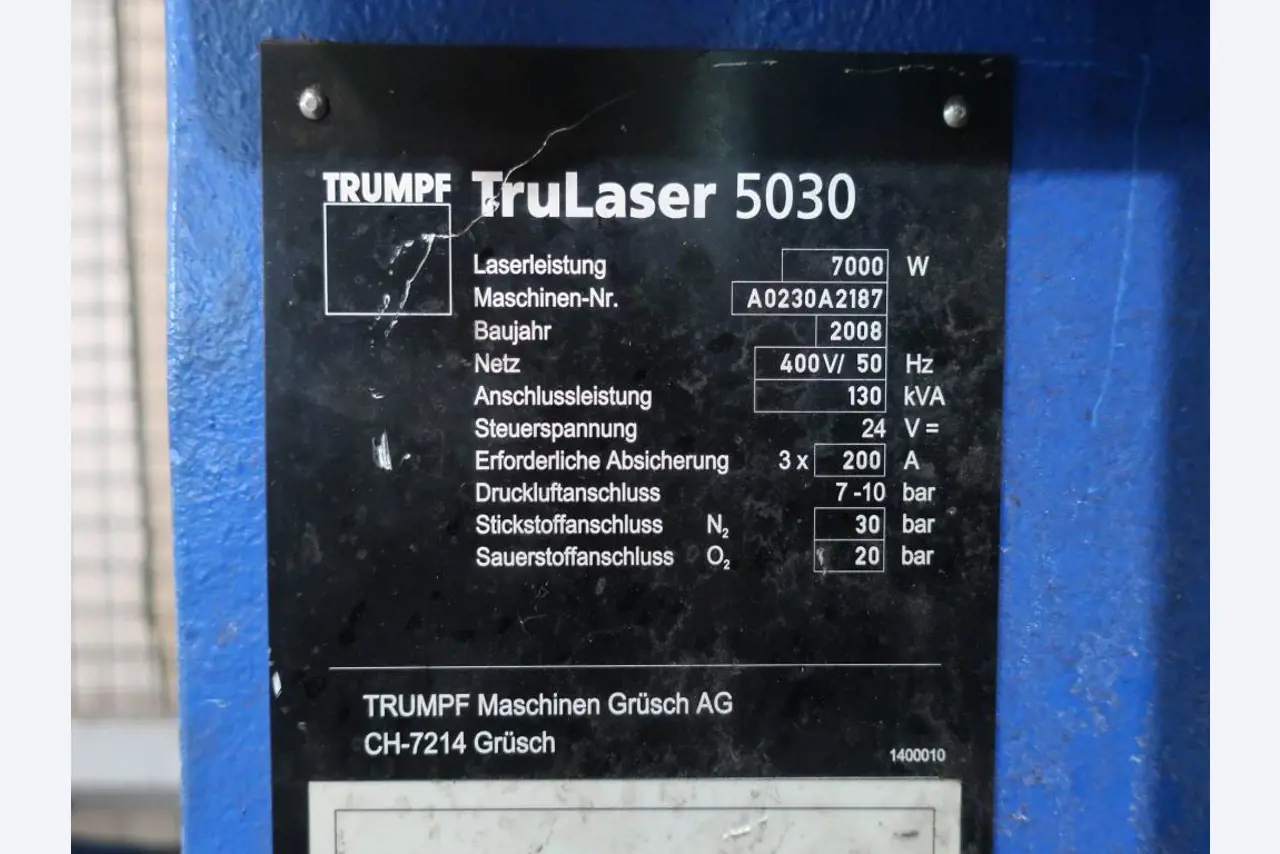 TRUMPF TruLaser 5030
Laserleistung 7000 W
Maschinen-Nr. A0230A2187
Baujahr 2008
Netz 400V/ 50 Hz
Anschlussleistung 130 kVA
Steuerspannung 24 V =
Erforderliche Absicherung 3 x 200 A
Druckluftanschluss 7 -10 bar
Stickstoffanschluss N₂ 30 bar
Sauerstoffanschluss O₂ 20 bar
TRUMPF Maschinen Grüsch AG
CH-7214 Grüsch
1400010